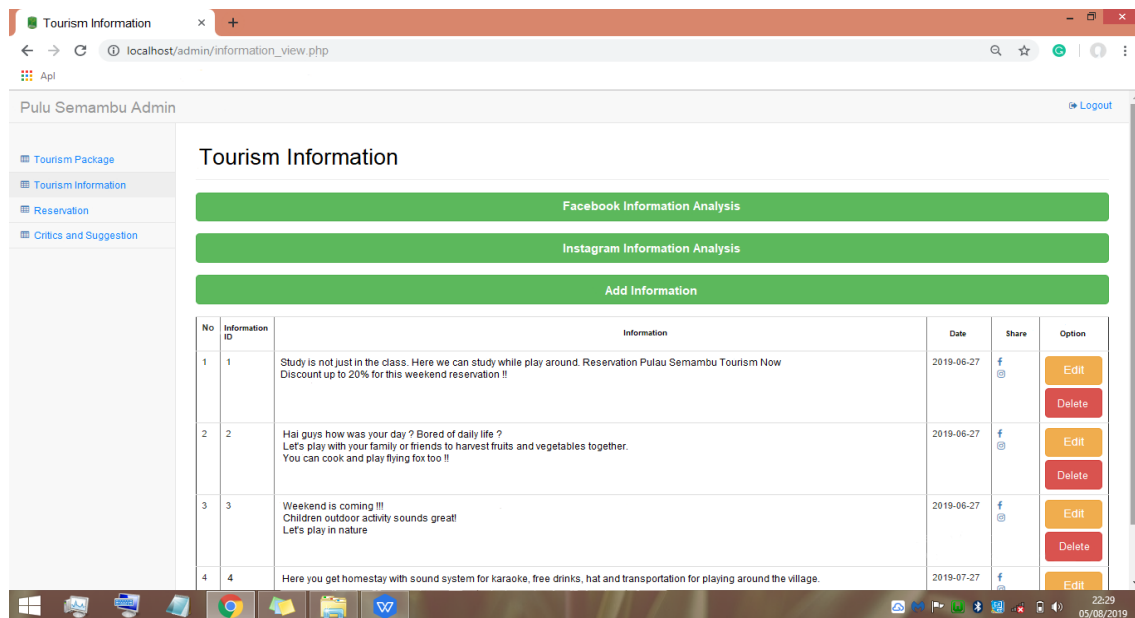 Tourism Information
localhost/admin/information_view.php
Apl
Pulu Semambu Admin
Logout
Tourism Package
Tourism Information
Reservation
Critics and Suggestion
Tourism Information
Facebook Information Analysis
Instagram Information Analysis
Add Information
No Information ID Information Date Share Option
1 1 Study is not just in the class. Here we can study while play around. Reservation Pulau Semambu Tourism Now 2019-06-27
Discount up to 20% for this weekend reservation !!
Edit
Delete
2 2 Hai guys how was your day ? Bored of daily life ? 2019-06-27
Let's play with your family or friends to harvest fruits and vegetables together.
You can cook and play flying fox too !!
Edit
Delete
3 3 Weekend is coming !!! 2019-06-27
Children outdoor activity sounds great!
Let's play in nature
Edit
Delete
4 4 Here you get homestay with sound system for karaoke, free drinks, hat and transportation for playing around the village. 2019-07-27
Edit
22:29
05/08/2019